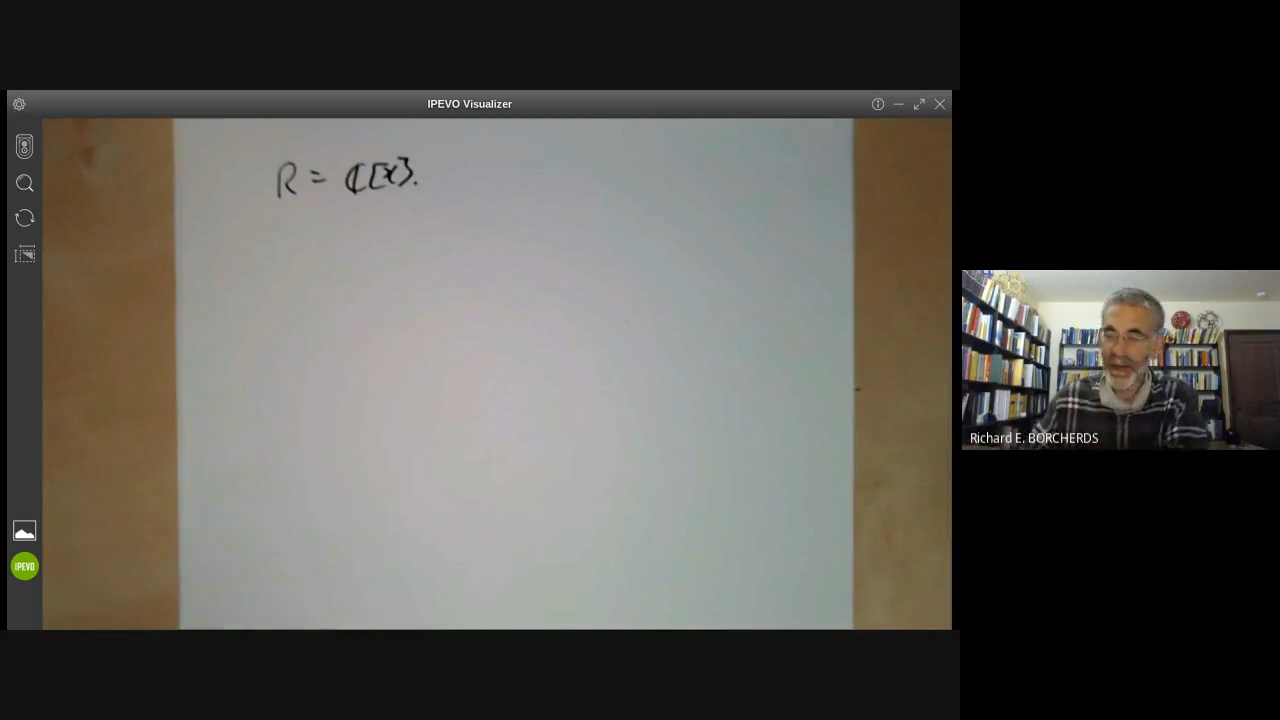 IPEVO Visualizer
R = ℂ[x].
IPEVO
Richard E. BORCHERDS